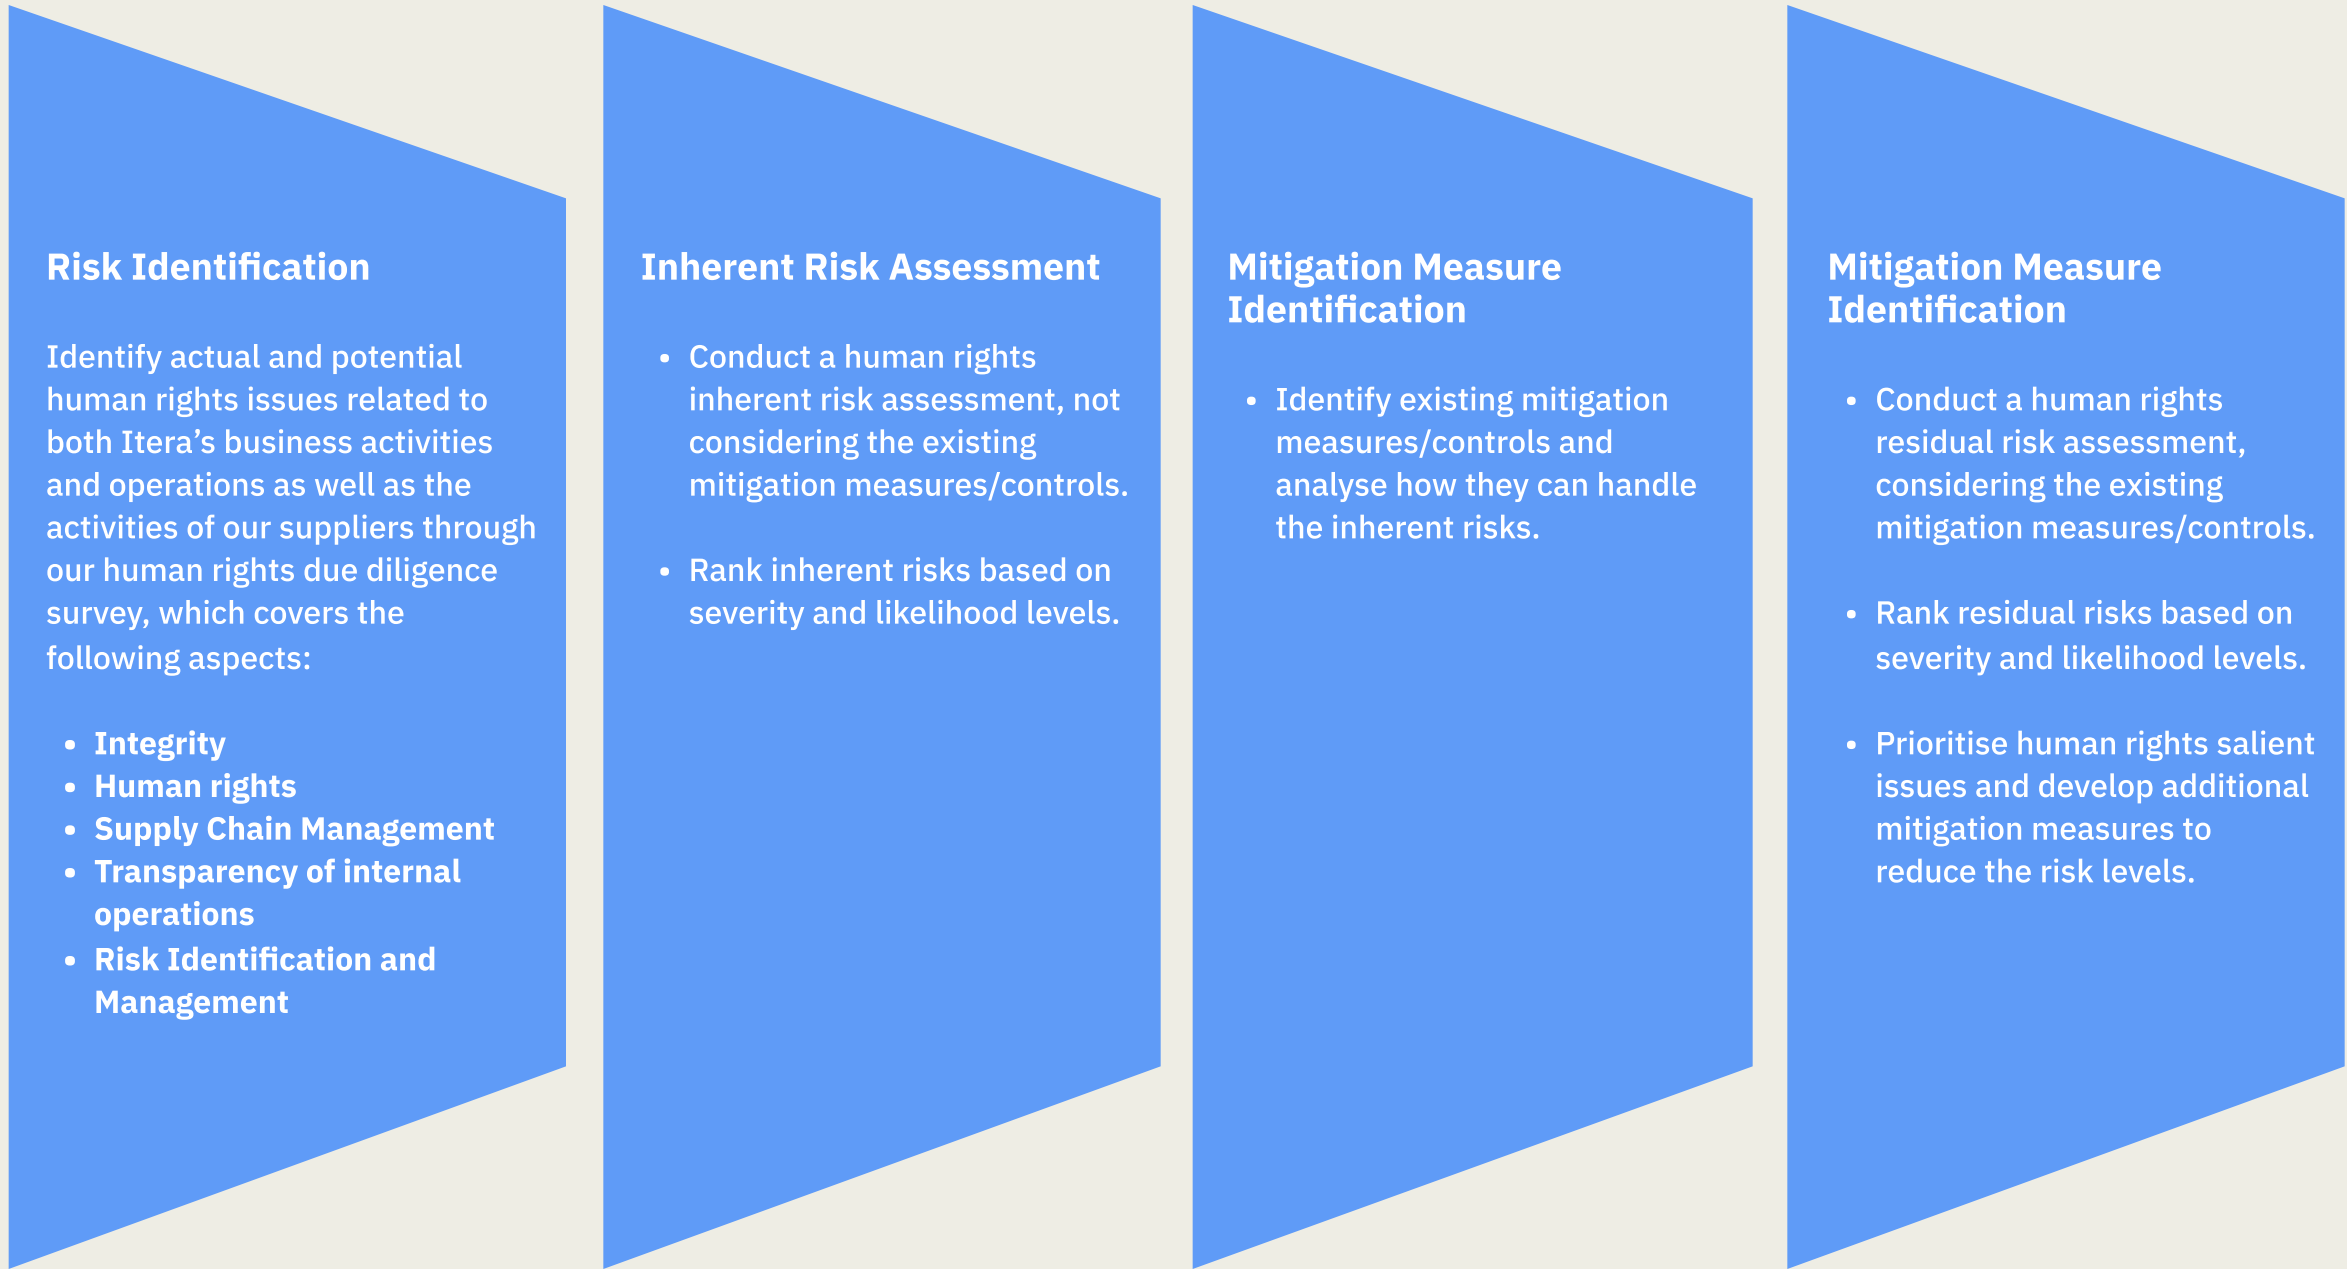 Risk Identification
Identify actual and potential
human rights issues related to
both Itera’s business activities
and operations as well as the
activities of our suppliers through
our human rights due diligence
survey, which covers the
following aspects:
• Integrity
• Human rights
• Supply Chain Management
• Transparency of internal
operations
• Risk Identification and
Management
Inherent Risk Assessment
• Conduct a human rights
inherent risk assessment, not
considering the existing
mitigation measures/controls.
• Rank inherent risks based on
severity and likelihood levels.
Mitigation Measure
Identification
• Identify existing mitigation
measures/controls and
analyse how they can handle
the inherent risks.
Mitigation Measure
Identification
• Conduct a human rights
residual risk assessment,
considering the existing
mitigation measures/controls.
• Rank residual risks based on
severity and likelihood levels.
• Prioritise human rights salient
issues and develop additional
mitigation measures to
reduce the risk levels.